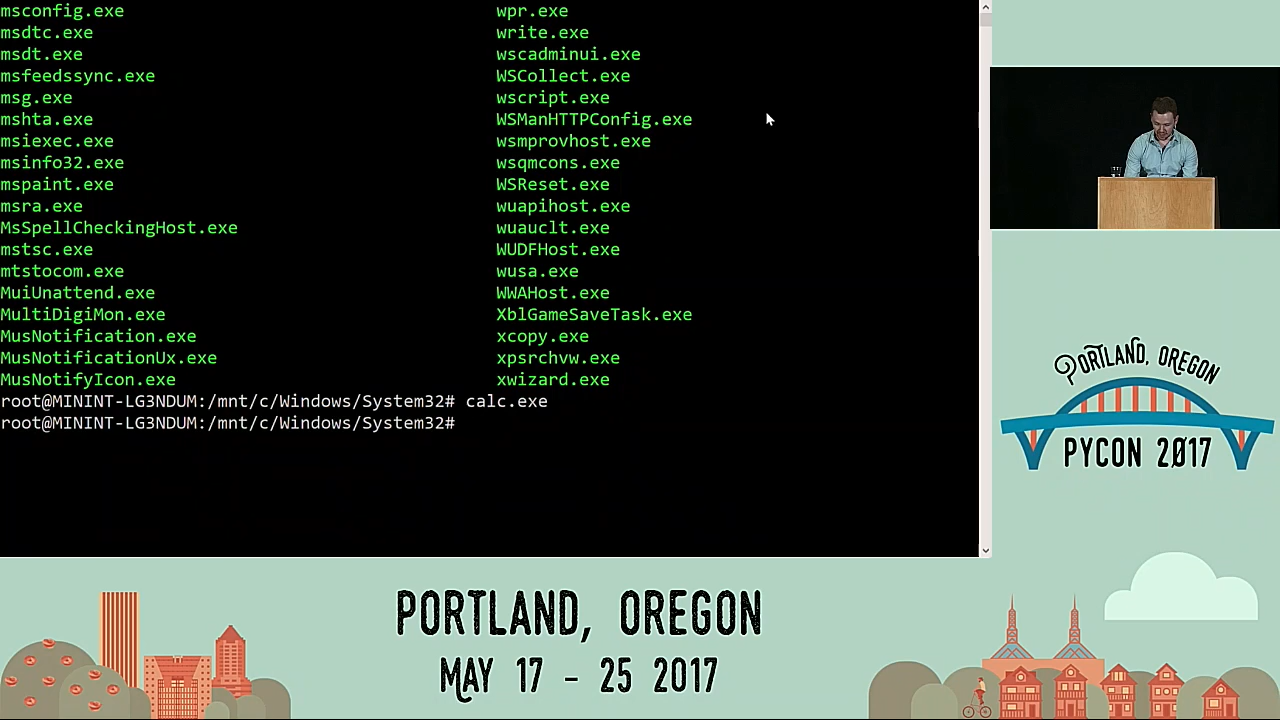 msconfig.exe
msdtc.exe
msdt.exe
msfeedssync.exe
msg.exe
mshta.exe
msiexec.exe
msinfo32.exe
mspaint.exe
msra.exe
MsSpellCheckingHost.exe
mstsc.exe
mtstocom.exe
MuiUnattend.exe
MultiDigiMon.exe
MusNotification.exe
MusNotificationUx.exe
MusNotifyIcon.exe
wpr.exe
write.exe
wscadminui.exe
WSCollect.exe
wscript.exe
WSManHTTPConfig.exe
wsmprovhost.exe
wsqmcons.exe
WSReset.exe
wuapihost.exe
wuauclt.exe
WUDFHost.exe
wusa.exe
WWAHost.exe
XblGameSaveTask.exe
xcopy.exe
xpsrchvw.exe
xwizard.exe
root@MININT-LG3NDUM:/mnt/c/Windows/System32# calc.exe
root@MININT-LG3NDUM:/mnt/c/Windows/System32#
PORTLAND, OREGON
PYCON 2017
PORTLAND, OREGON
MAY 17 - 25 2017